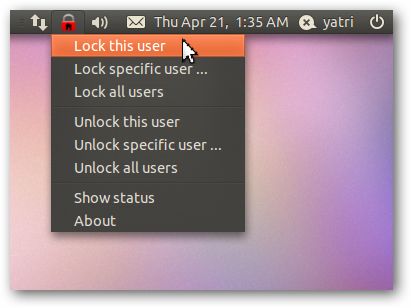 Thu Apr 21, 1:35 AM yatri
Lock this user
Lock specific user ...
Lock all users
Unlock this user
Unlock specific user ...
Unlock all users
Show status
About